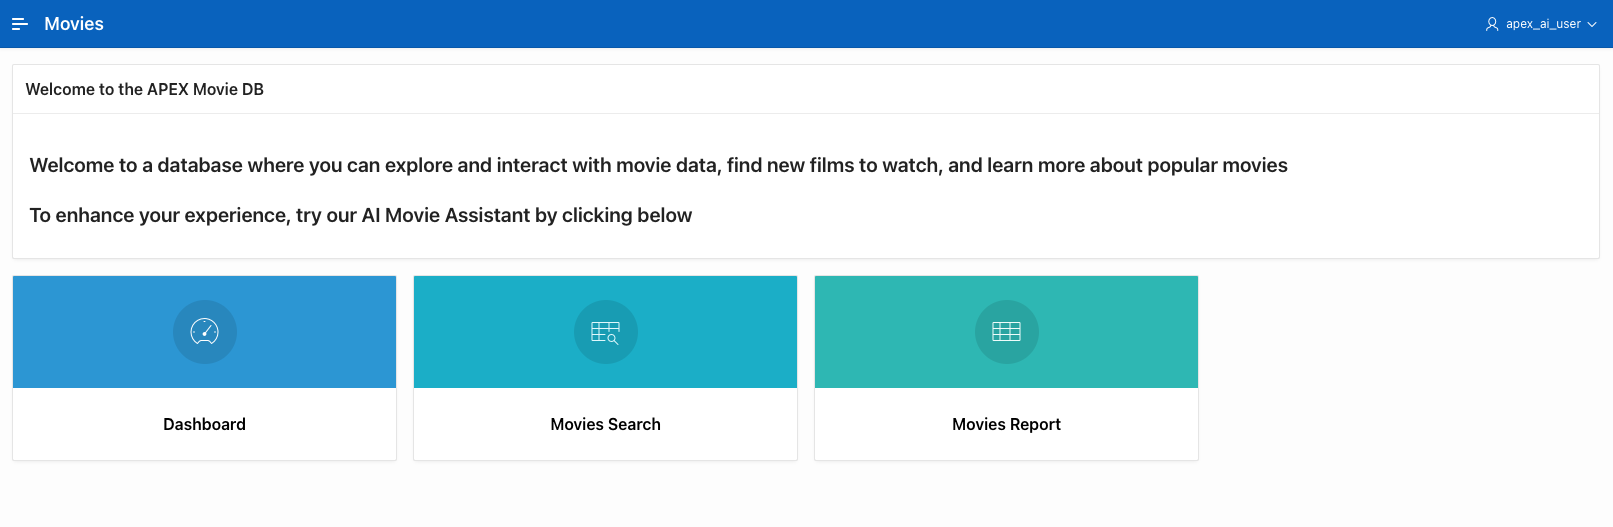 Movies
apex_ai_user
Welcome to the APEX Movie DB
Welcome to a database where you can explore and interact with movie data, find new films to watch, and learn more about popular movies
To enhance your experience, try our AI Movie Assistant by clicking below
Dashboard
Movies Search
Movies Report